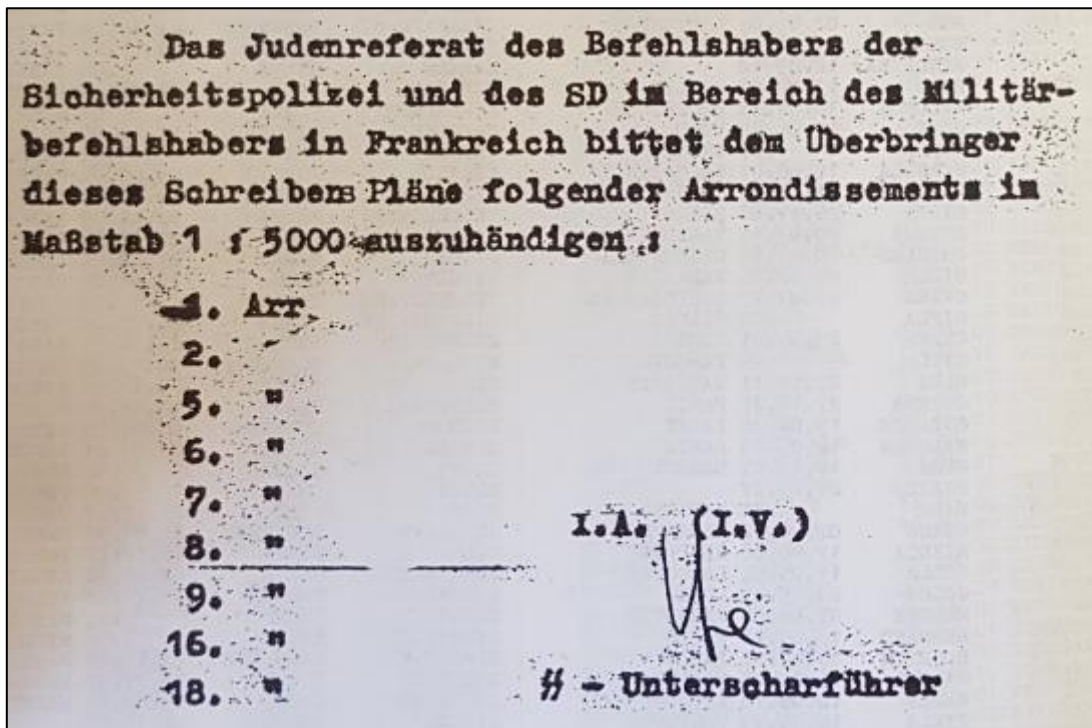 Das Judenreferat des Befehlshabers der
Sicherheitspolizei und des SD im Bereich des Militär-
befehlshabers in Frankreich bittet dem Überbringer
dieses Schreibens Pläne folgender Arrondissements im
Maßstab 1 : 5000 auszuhändigen :
1. Arr.
2. "
5. "
6. "
7. "
8. "
9. "
16. "
18. "
I.A. (I.V.)
SS - Unterscharführer